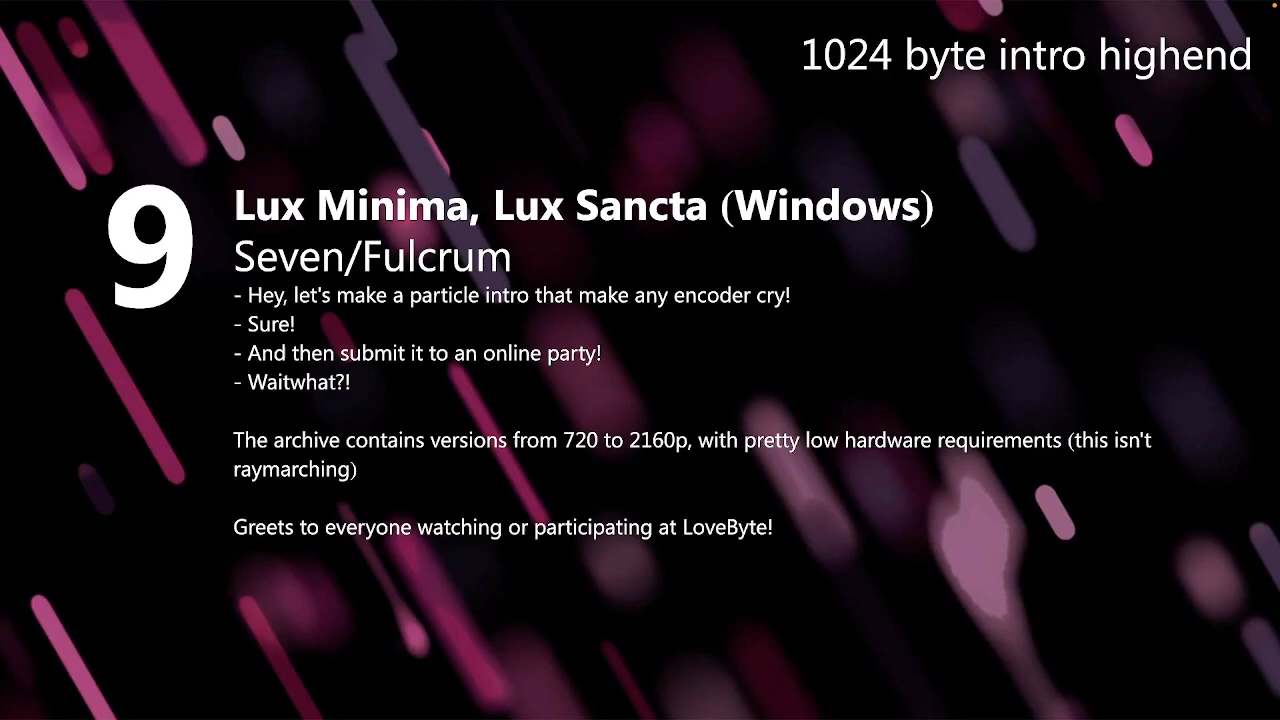 1024 byte intro highend
9
Lux Minima, Lux Sancta (Windows)
Seven/Fulcrum
- Hey, let's make a particle intro that make any encoder cry!
- Sure!
- And then submit it to an online party!
- Waitwhat?!
The archive contains versions from 720 to 2160p, with pretty low hardware requirements (this isn't
raymarching)
Greets to everyone watching or participating at LoveByte!